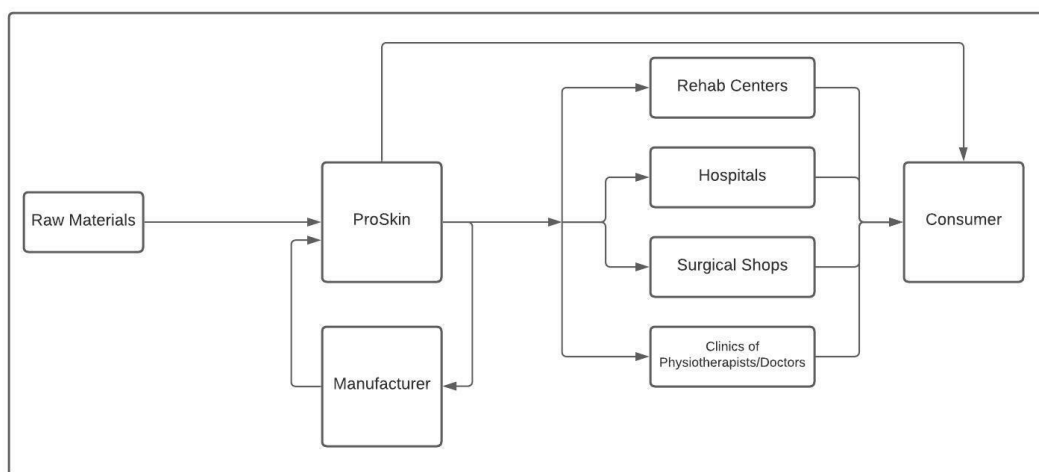 Raw Materials
ProSkin
Manufacturer
Rehab Centers
Hospitals
Surgical Shops
Clinics of
Physiotherapists/Doctors
Consumer